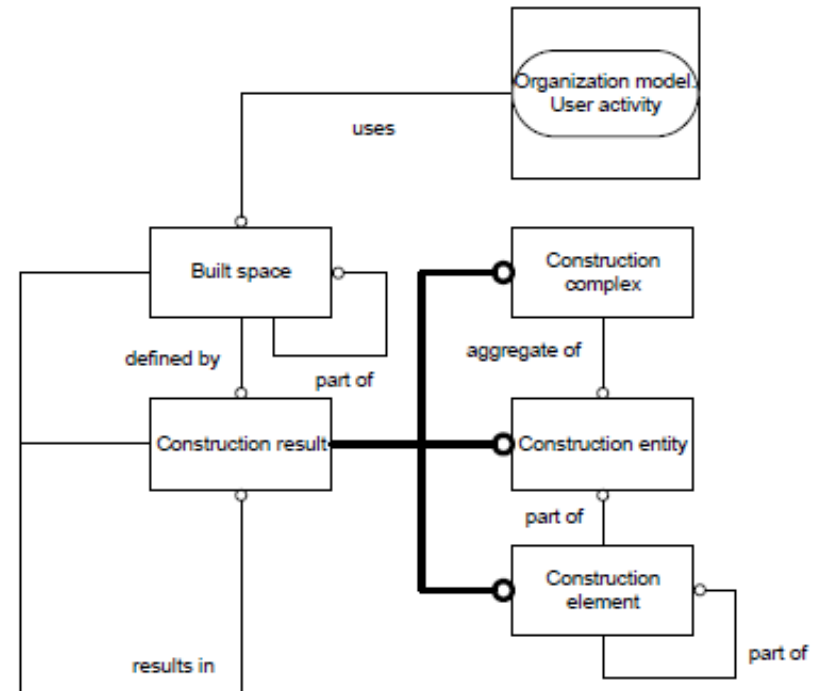 Organization model.
User activity
uses
Built space
Construction
complex
defined by
part of
aggregate of
Construction result
Construction entity
part of
Construction
element
results in
part of